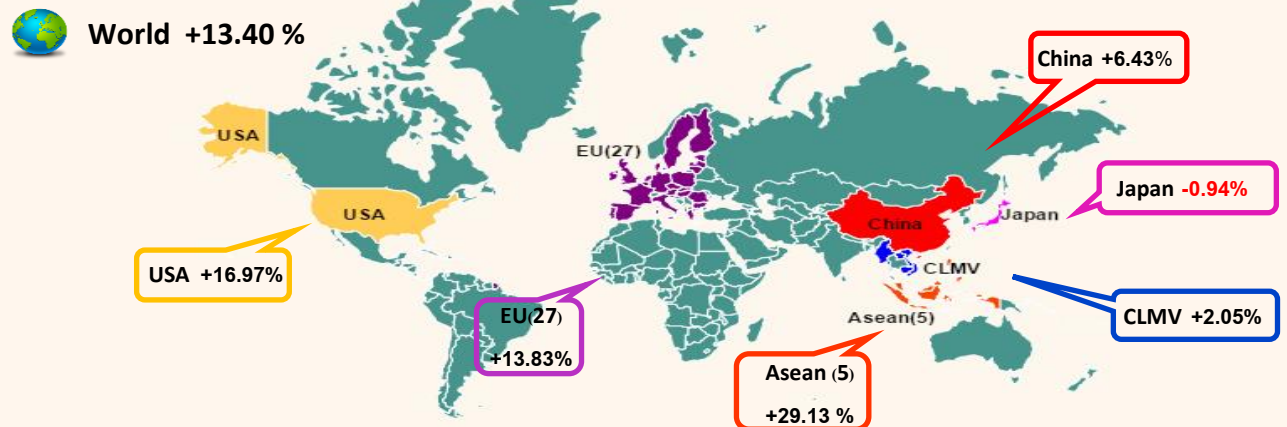 World +13.40 %
China +6.43%
USA
EU(27)
Japan -0.94%
USA
China
Japan
USA +16.97%
CLMV
EU(27)
+13.83%
Asean(5)
CLMV +2.05%
Asean (5)
+29.13 %